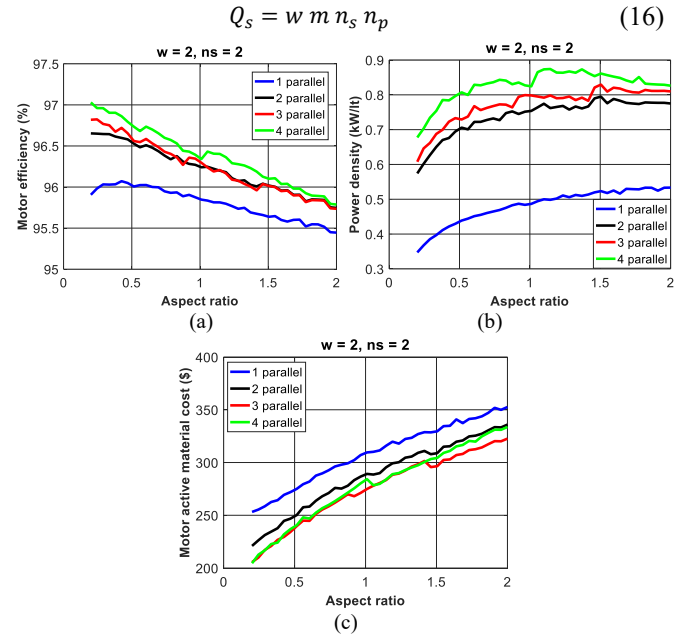 Q_s = w m n_s n_p (16)
w = 2, ns = 2
Motor efficiency (%)
97.5
97
96.5
96
95.5
95
0 0.5 1 1.5 2
Aspect ratio
1 parallel
2 parallel
3 parallel
4 parallel
(a)
w = 2, ns = 2
Power density (kW/lt)
0.9
0.8
0.7
0.6
0.5
0.4
0.3
0 0.5 1 1.5 2
Aspect ratio
1 parallel
2 parallel
3 parallel
4 parallel
(b)
w = 2, ns = 2
Motor active material cost ($)
400
350
300
250
200
0 0.5 1 1.5 2
Aspect ratio
1 parallel
2 parallel
3 parallel
4 parallel
(c)